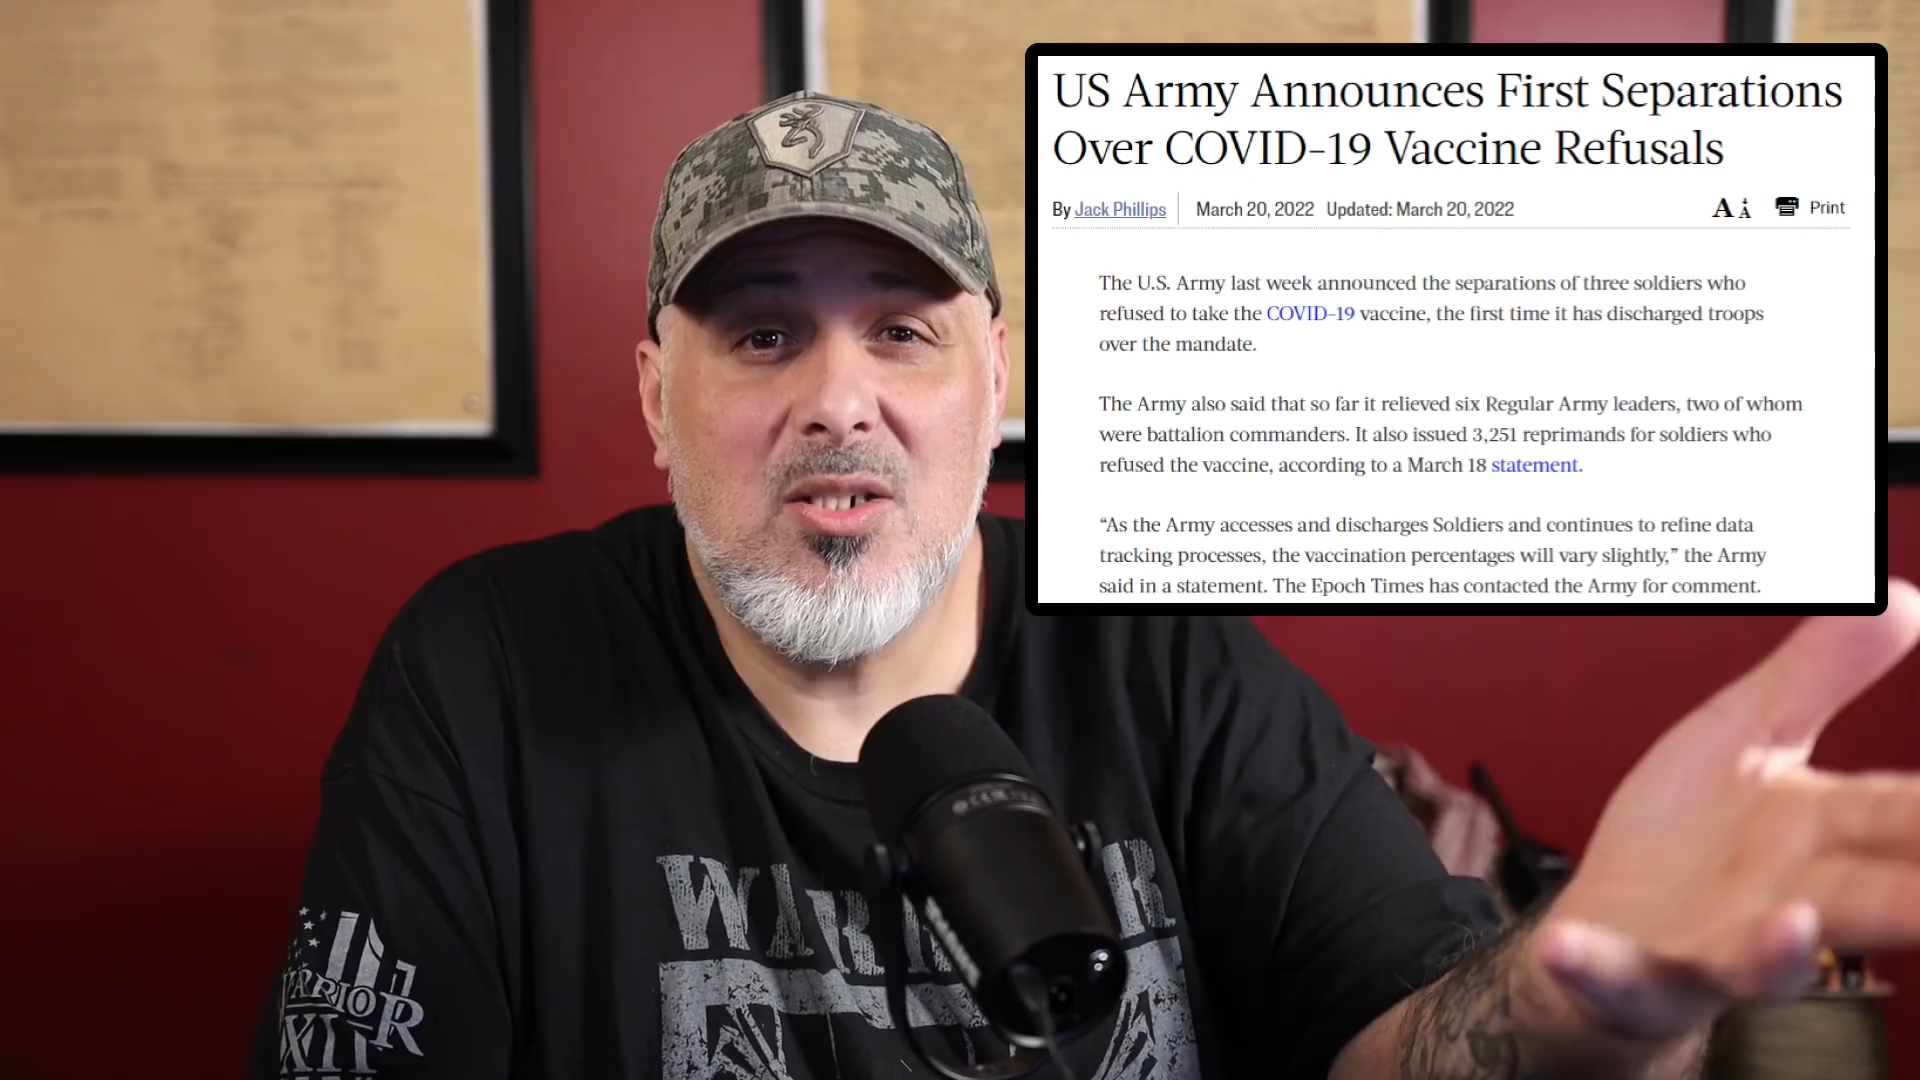 US Army Announces First Separations
Over COVID-19 Vaccine Refusals
By Jack Phillips
March 20, 2022 Updated: March 20, 2022
A A Print
The U.S. Army last week announced the separations of three soldiers who
refused to take the COVID-19 vaccine, the first time it has discharged troops
over the mandate.
The Army also said that so far it relieved six Regular Army leaders, two of whom
were battalion commanders. It also issued 3,251 reprimands for soldiers who
refused the vaccine, according to a March 18 statement.
“As the Army accesses and discharges Soldiers and continues to refine data
tracking processes, the vaccination percentages will vary slightly,” the Army
said in a statement. The Epoch Times has contacted the Army for comment.
WARRIOR
XII